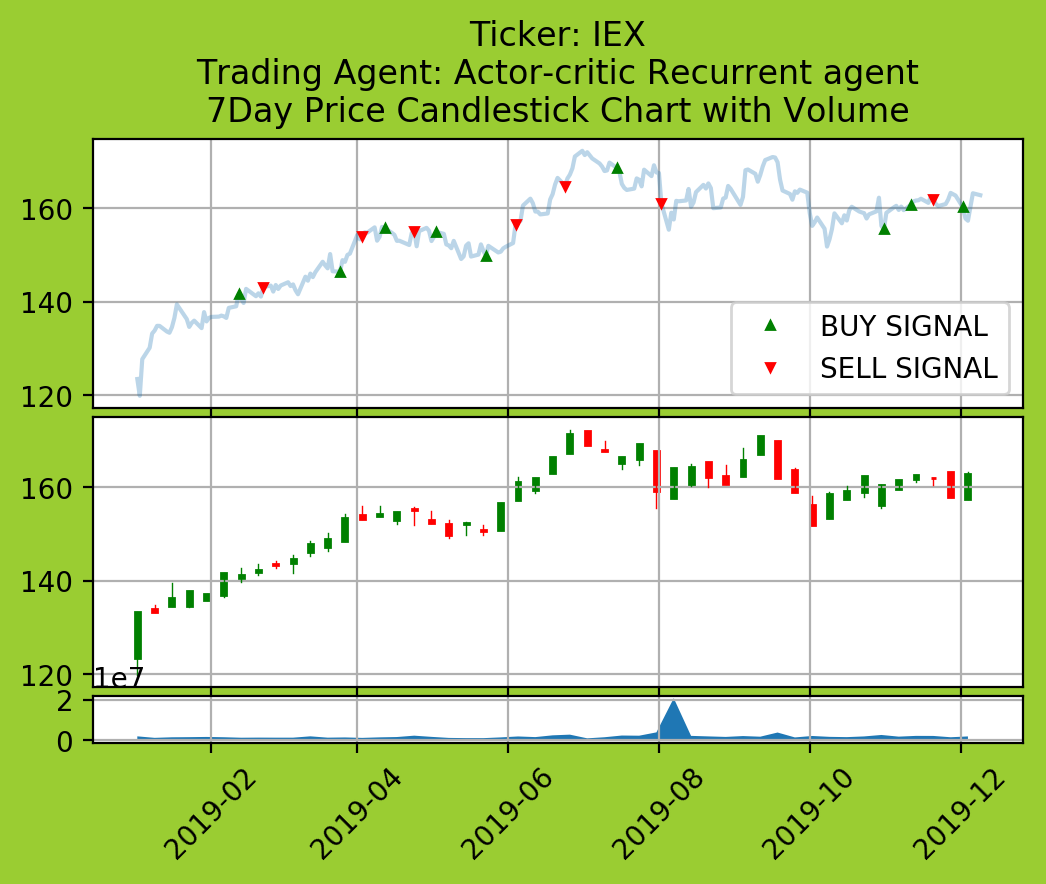 Ticker: IEX
Trading Agent: Actor-critic Recurrent agent
7Day Price Candlestick Chart with Volume
160
140
120
BUY SIGNAL
SELL SIGNAL
160
140
120
1e7
2
0
2019-02
2019-04
2019-06
2019-08
2019-10
2019-12